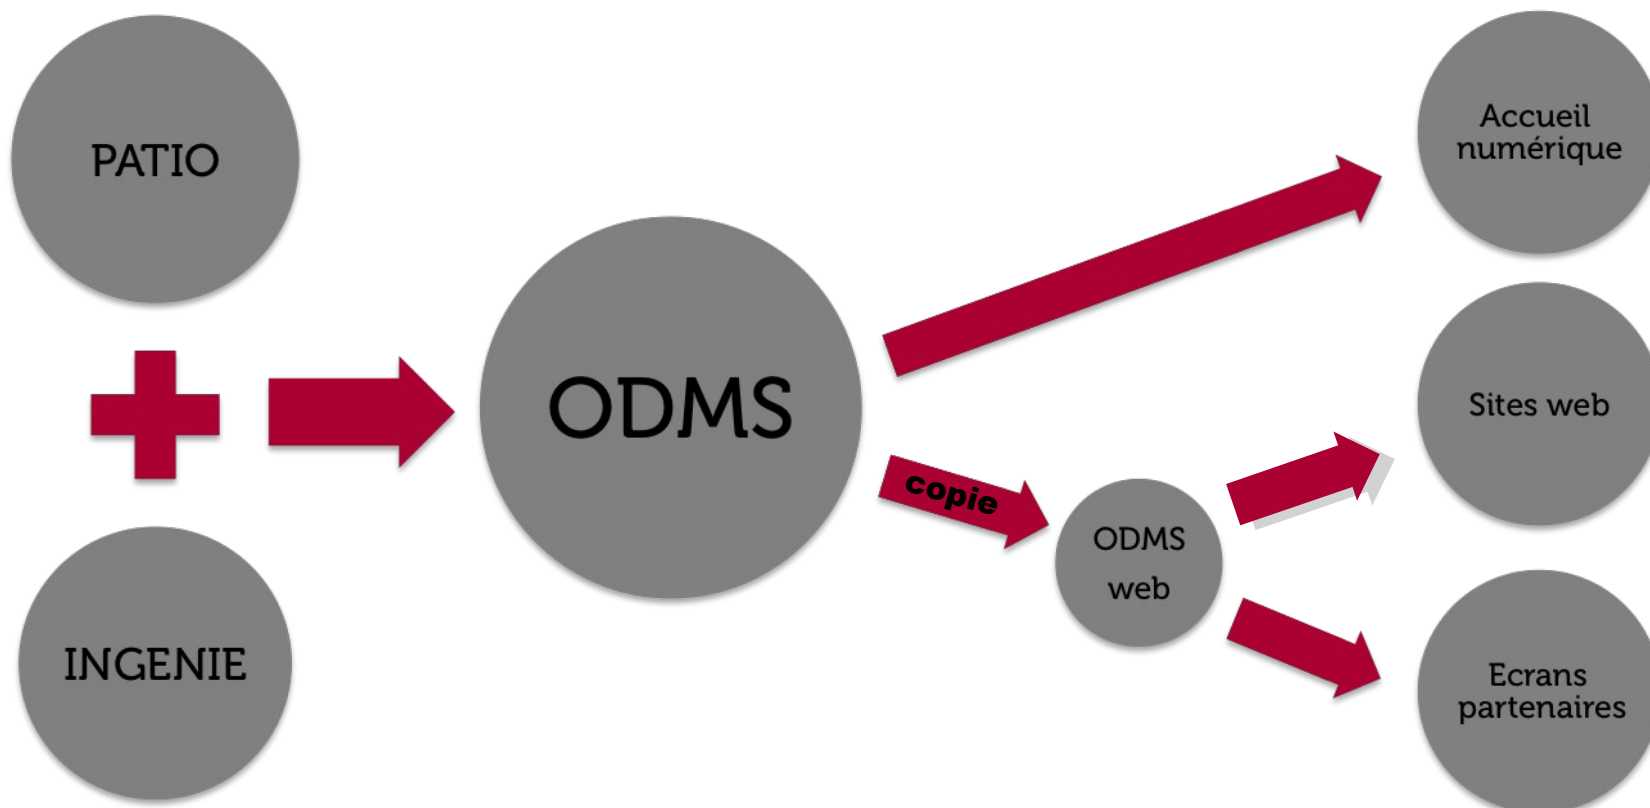 PATIO
INGENIE
ODMS
copie
ODMS
web
Accueil
numérique
Sites web
Ecrans
partenaires